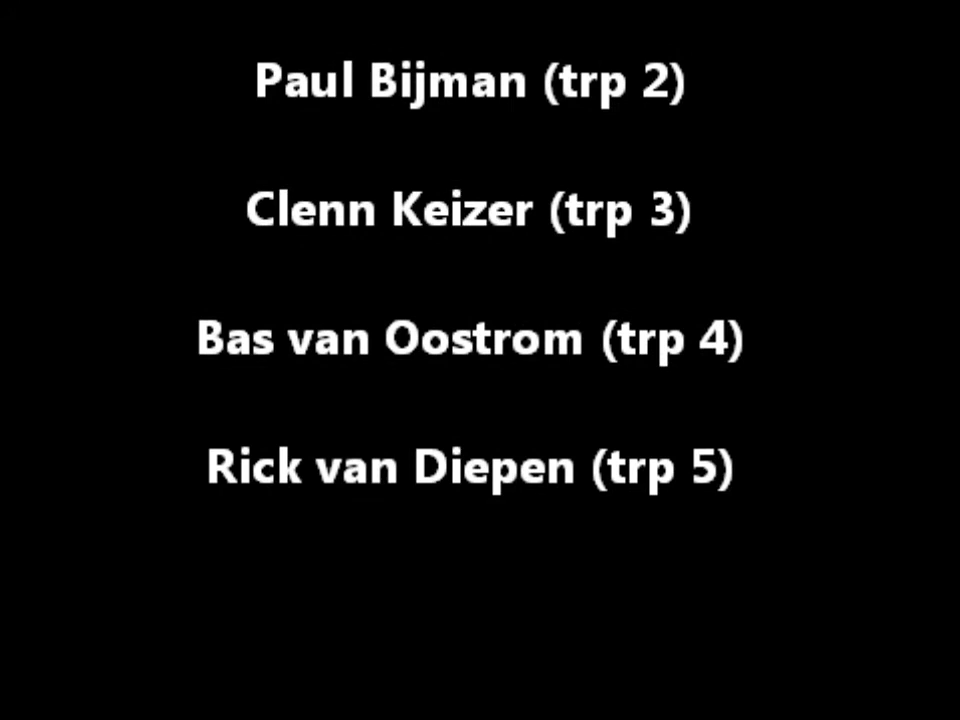 Paul Bijman (trp 2)
Clenn Keizer (trp 3)
Bas van Oostrom (trp 4)
Rick van Diepen (trp 5)